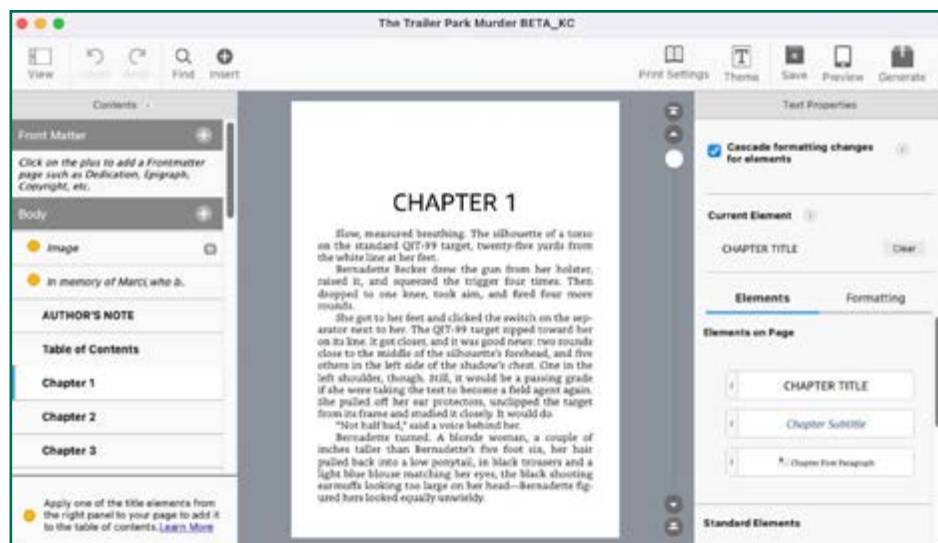 The Trailer Park Murder BETA_KC
View
Find
Insert
Print Settings
Theme
Save
Preview
Generate
Contents
Front Matter
Click on the plus to add a Frontmatter
page such as Dedication, Epigraph,
Copyright, etc.
Body
Image
In memory of Marci, who b..
AUTHOR'S NOTE
Table of Contents
Chapter 1
Chapter 2
Chapter 3
Apply one of the title elements from
the right panel to your page to add it
to the table of contents. Learn More
CHAPTER 1
Slow, measured breathing. The silhouette of a torso
on the standard QIT-99 target, twenty-five yards from
the white line at her feet.
Bernadette Becker drew the gun from her holster,
raised it, and squeezed the trigger four times. Then
dropped to one knee, took aim, and fired four more
rounds.
She got to her feet and clicked the switch on the sep-
arator next to her. The QIT-99 target zipped toward her
on its line. It got closer, and it was good news: two rounds
close to the middle of the silhouette's forehead, and five
others in the left side of the shadow's chest. One in the
left shoulder, though. Still, it would be a passing grade
if she were taking the test to become a field agent again.
She pulled off her ear protectors, unclipped the target
from its frame and studied it closely. It would do.
"Not half bad," said a voice behind her.
Bernadette turned. A blonde woman, a couple of
inches taller than Bernadette's five foot six, her hair
pulled back into a low ponytail, in black trousers and a
light blue blouse matching her eyes, the black shooting
earmuffs looking too large on her head—Bernadette fig-
ured hers looked equally unwieldy.
Text Properties
Cascade formatting changes
for elements
Current Element
CHAPTER TITLE
Clear
Elements
Formatting
Elements on Page
CHAPTER TITLE
Chapter Subtitle
Chapter First Paragraph
Standard Elements